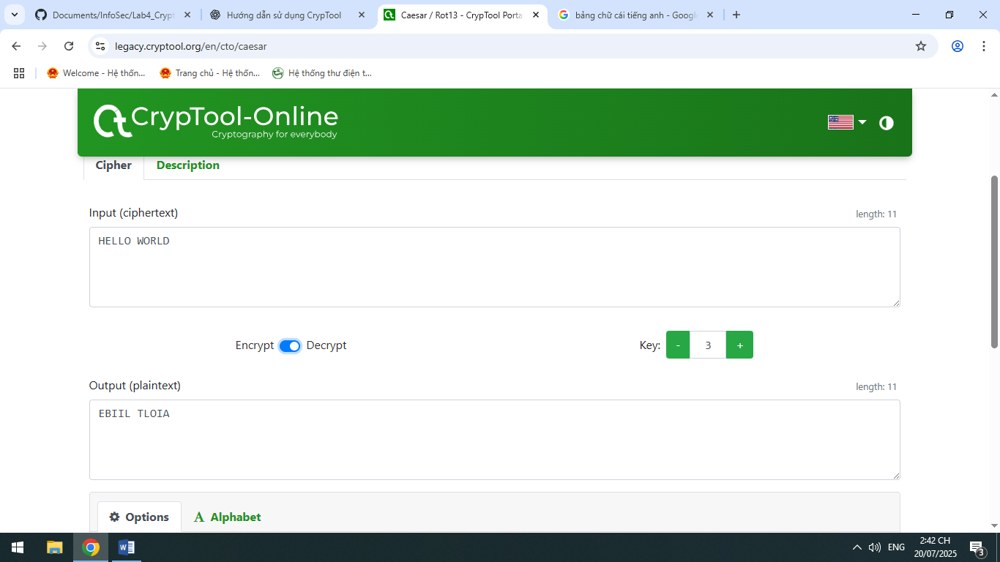 Documents/InfoSec/Lab4_Crypt
Hướng dẫn sử dụng CrypTool
Caesar / Rot13 - CrypTool Porta
bảng chữ cái tiếng anh - Google
legacy.cryptool.org/en/cto/caesar
Welcome - Hệ thốn...
Trang chủ - Hệ thốn...
Hệ thống thư điện t...
CrypTool-Online
Cryptography for everybody
Cipher
Description
Input (ciphertext)
length: 11
HELLO WORLD
Encrypt
Decrypt
Key:
-
3
+
Output (plaintext)
length: 11
EBIIL TLOIA
Options
A Alphabet
ENG
2:42 CH
20/07/2025
3